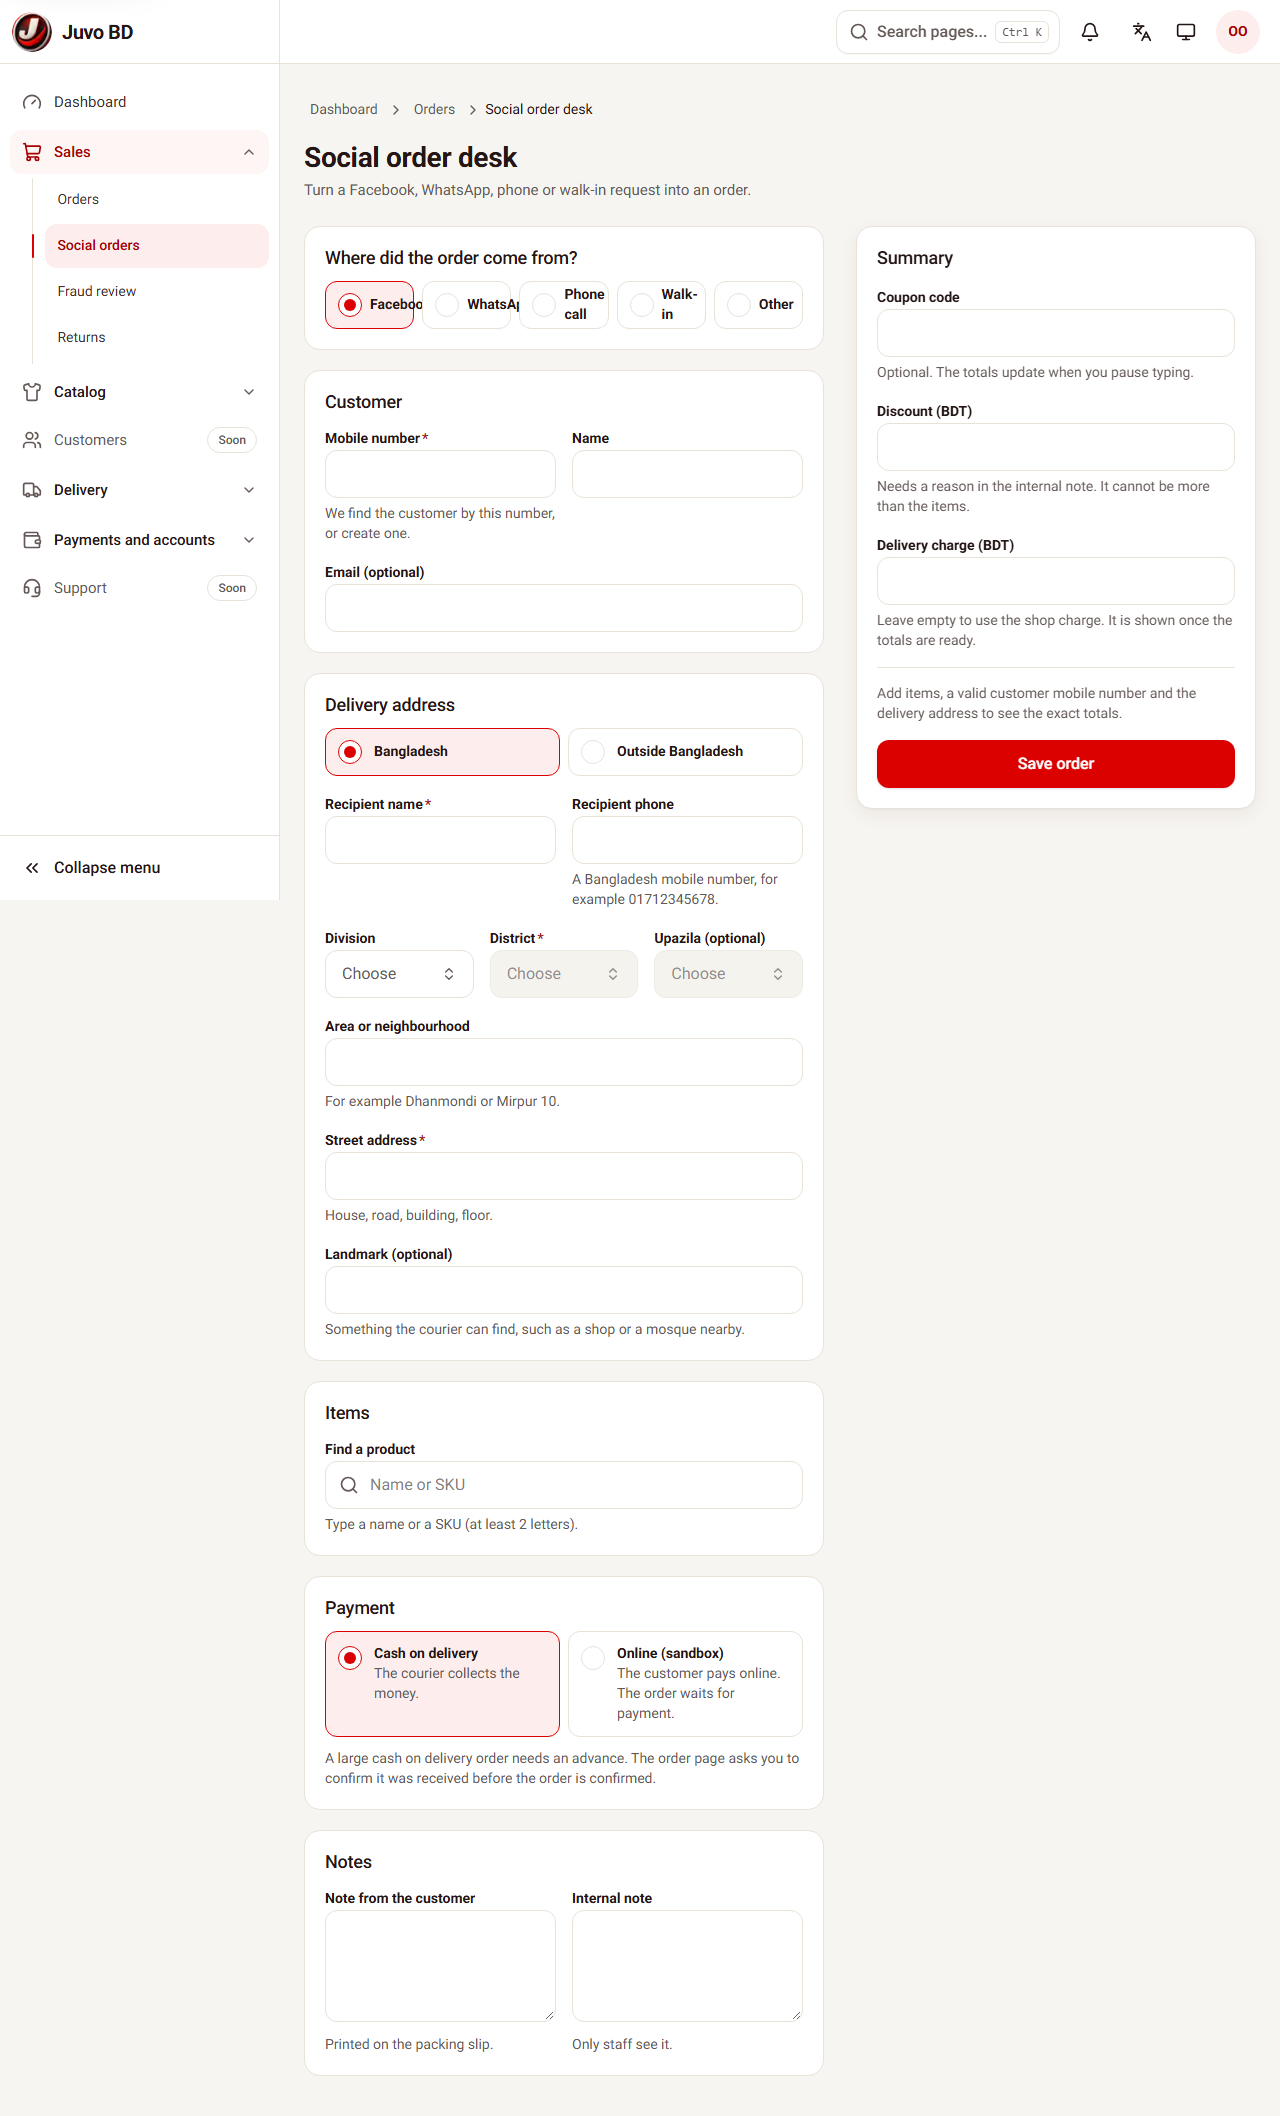 Juvo BD
Search pages...
Ctrl K
OO
Dashboard
Sales
Orders
Social orders
Fraud review
Returns
Catalog
Customers
Soon
Delivery
Payments and accounts
Support
Soon
Collapse menu
Dashboard > Orders > Social order desk
Social order desk
Turn a Facebook, WhatsApp, phone or walk-in request into an order.
Where did the order come from?
Faceboo
WhatsAp
Phone
call
Walk-
in
Other
Customer
Mobile number*
Name
We find the customer by this number,
or create one.
Email (optional)
Delivery address
Bangladesh
Outside Bangladesh
Recipient name*
Recipient phone
A Bangladesh mobile number, for
example 01712345678.
Division
District*
Upazila (optional)
Choose
Choose
Choose
Area or neighbourhood
For example Dhanmondi or Mirpur 10.
Street address*
House, road, building, floor.
Landmark (optional)
Something the courier can find, such as a shop or a mosque nearby.
Items
Find a product
Name or SKU
Type a name or a SKU (at least 2 letters).
Payment
Cash on delivery
The courier collects the
money.
Online (sandbox)
The customer pays online.
The order waits for
payment.
A large cash on delivery order needs an advance. The order page asks you to
confirm it was received before the order is confirmed.
Notes
Note from the customer
Internal note
Printed on the packing slip.
Only staff see it.
Summary
Coupon code
Optional. The totals update when you pause typing.
Discount (BDT)
Needs a reason in the internal note. It cannot be more
than the items.
Delivery charge (BDT)
Leave empty to use the shop charge. It is shown once the
totals are ready.
Add items, a valid customer mobile number and the
delivery address to see the exact totals.
Save order